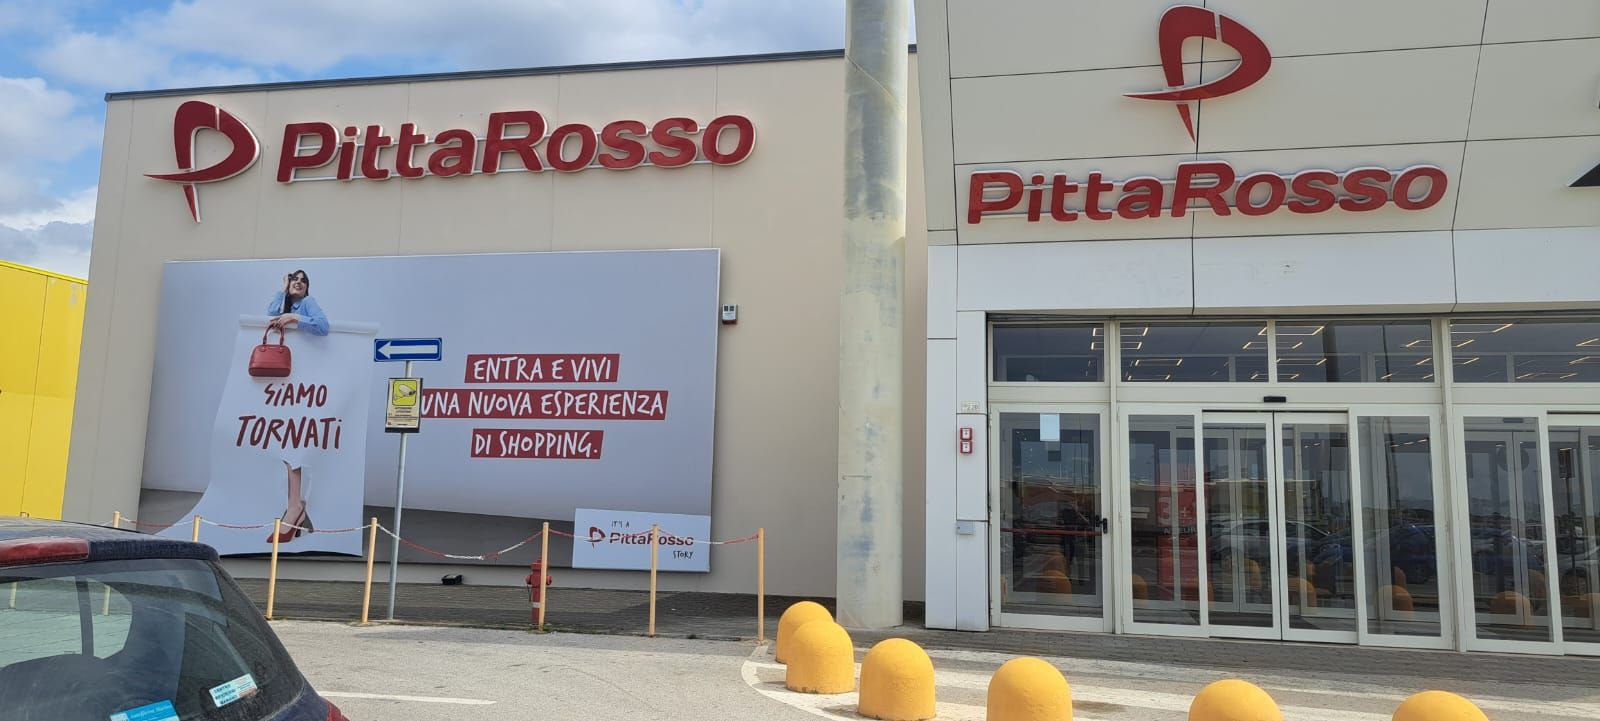 PittaRosso
PittaRosso
SiAMO
TORNATi
ENTRA E VIVI
UNA NUOVA ESPERIENZA
DI SHOPPING.
IT'S A
PittaRosso
STORY